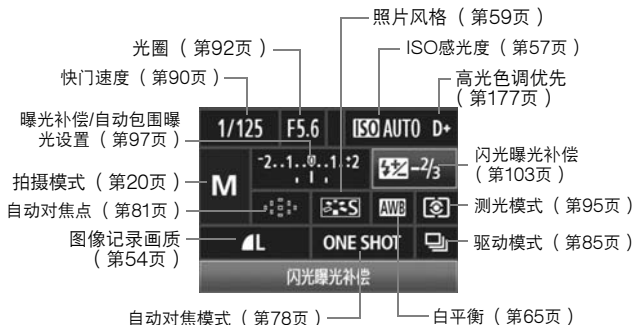 照片风格（第59页）
光圈（第92页）
ISO感光度（第57页）
快门速度（第90页）
高光色调优先
（第177页）
曝光补偿/自动包围曝
光设置（第97页）
1/125 F5.6 ISO AUTO D+
-2..1..0..1..:2
-2/3
闪光曝光补偿
（第103页）
M
拍摄模式（第20页）
自动对焦点（第81页）
S AWB
测光模式（第95页）
图像记录画质
（第54页）
L ONE SHOT
驱动模式（第85页）
闪光曝光补偿
自动对焦模式（第78页）
白平衡（第65页）